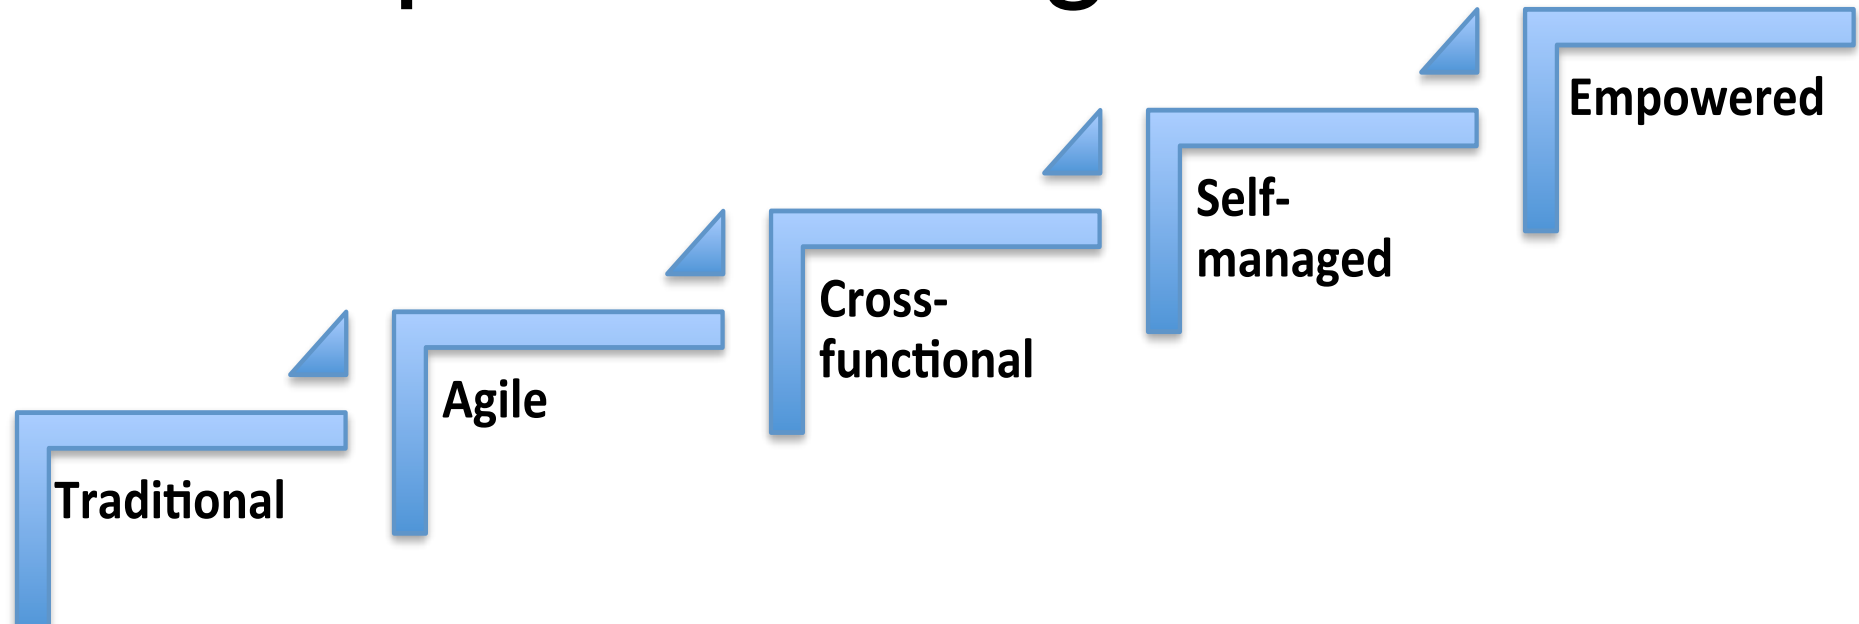 Traditional
Agile
Cross-
functional
Self-
managed
Empowered